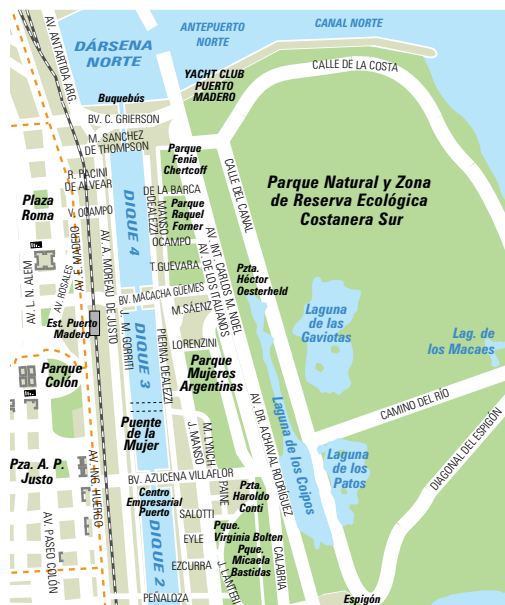 CANAL NORTE
ANTEPUERTO
NORTE
DÁRSENA
NORTE
AV. ANTARTIDA ARG.
CALLE DE LA COSTA
YACHT CLUB
PUERTO
MADERO
Buquebús
BV. C. GRIERSON
M. SANCHEZ
DE THOMPSON
Parque
Fenia
Chertcoff
CALLE DEL CANAL
R. PACINI
DE ALVEAR
DE LA BARCA
Parque Natural y Zona
de Reserva Ecológica
Costanera Sur
Plaza
Roma
V. OCAMPO
DIQUE 4
MANSO
DEALEZZI
Parque
Raquel
Forner
OCAMPO
AV. INT. CARLOS M. NOEL
AV. DE LOS ITALIANOS
AV. L. N. ALEM
AV. ROSALES
AV. E. MADERO
AV. A. MOREAU DE JUSTO
T.GUEVARA
Pzta.
Héctor
Oesterheld
BV. MACACHA GÜEMES
M.SÁENZ
Laguna
de las
Gaviotas
Est. Puerto
Madero
J. M. GORRITI
DIQUE 3
PIERINA DEALEZZI
LORENZINI
Lag. de
los Macaes
Parque
Colón
Parque
Mujeres
Argentinas
CAMINO DEL RÍO
Puente
de la
Mujer
J. MANSO
M. LYNCH
AV. DR. ACHAVAL RODRÍGUEZ
Laguna de los Coipos
DIAGONAL DEL ESPIGÓN
Laguna
de los
Patos
Pza. A. P.
Justo
AV. ING. HUERGO
BV. AZUCENA VILLAFLOR
PAINE
Pzta.
Haroldo
Conti
Centro
Empresarial
Puerto
SALOTTI
AV. PASEO COLÓN
DIQUE 2
EYLE
Pque.
Virginia Bolten
Pque.
Micaela
Bastidas
EZCURRA
J. LANTERI
CALABRIA
PEÑALOZA
Espigón